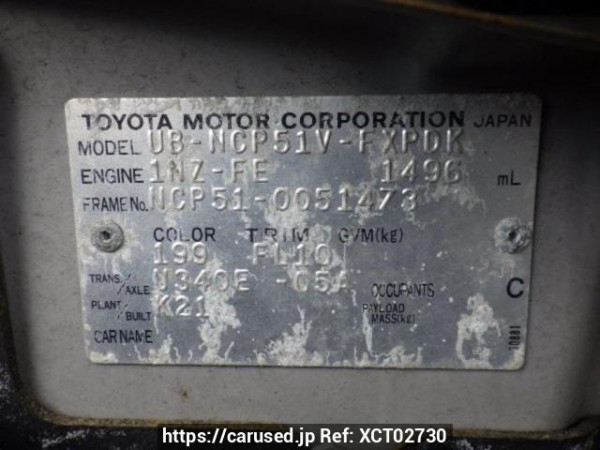 TOYOTA MOTOR CORPORATION JAPAN
MODEL UB-NCP51V-FXPDK
ENGINE 1NZ-FE 1496 mL
FRAME No. NCP51-0051473
COLOR TRIM GVM(kg)
199 FL10
TRANS./AXLE U340E -05A OCCUPANTS C
PLANT/BUILT K21 PAYLOAD MASS(kg)
CAR NAME
10881
https://carused.jp Ref: XCT02730